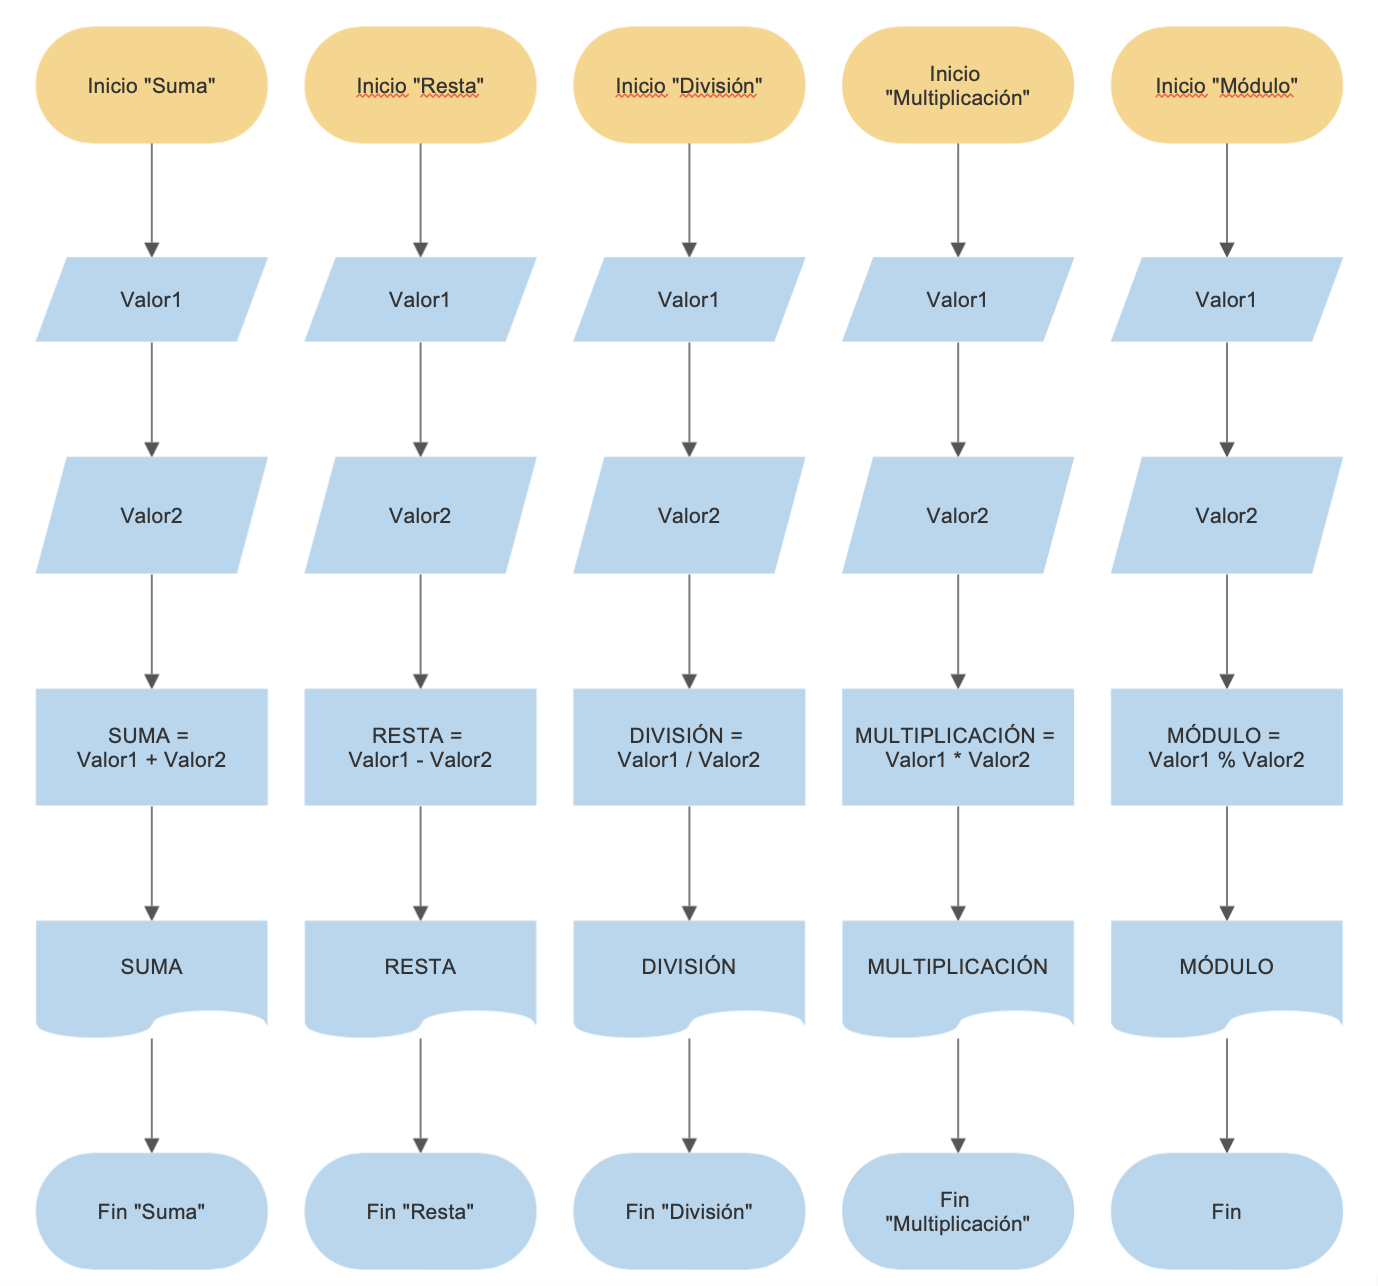 Inicio "Suma"
Inicio "Resta"
Inicio "División"
Inicio
"Multiplicación"
Inicio "Módulo"
Valor1
Valor1
Valor1
Valor1
Valor1
Valor2
Valor2
Valor2
Valor2
Valor2
SUMA =
Valor1 + Valor2
RESTA =
Valor1 - Valor2
DIVISIÓN =
Valor1 / Valor2
MULTIPLICACIÓN =
Valor1 * Valor2
MÓDULO =
Valor1 % Valor2
SUMA
RESTA
DIVISIÓN
MULTIPLICACIÓN
MÓDULO
Fin "Suma"
Fin "Resta"
Fin "División"
Fin
"Multiplicación"
Fin